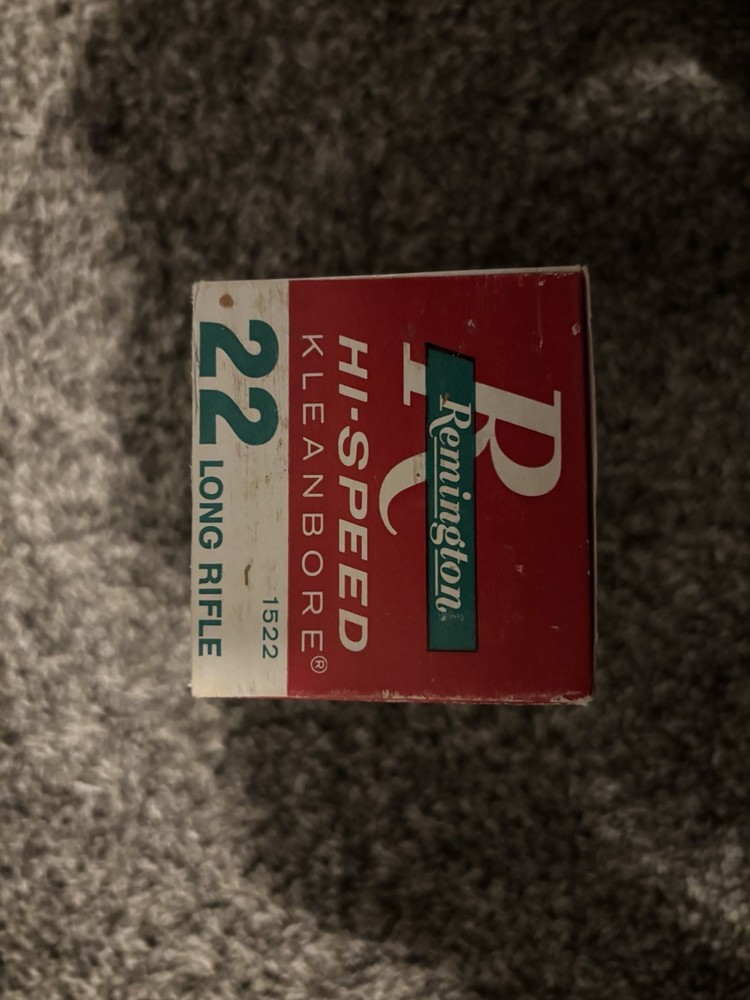 R
Remington
HI-SPEED
KLEANBORE®
1522
22 LONG RIFLE